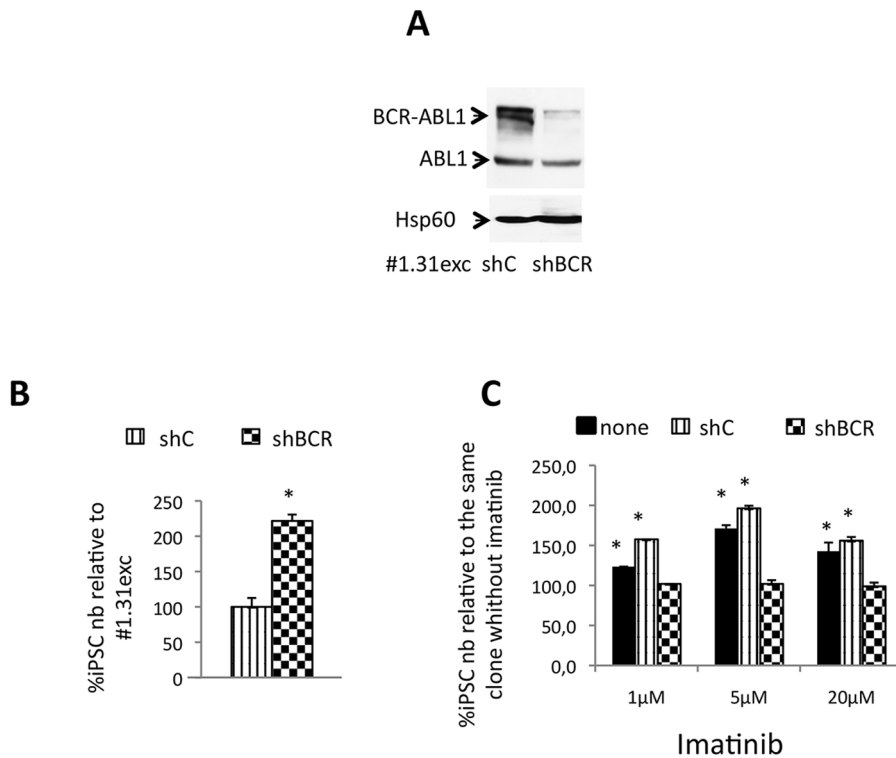 A
BCR-ABL1
ABL1
Hsp60
#1.31exc shC shBCR
B
shC shBCR
%iPSC nb relative to
#1.31exc
250
200
150
100
50
0
*
C
none shC shBCR
%iPSC nb relative to the same
clone whithout imatinib
250,0
200,0
150,0
100,0
50,0
0,0
* * * * * *
1µM 5µM 20µM
Imatinib